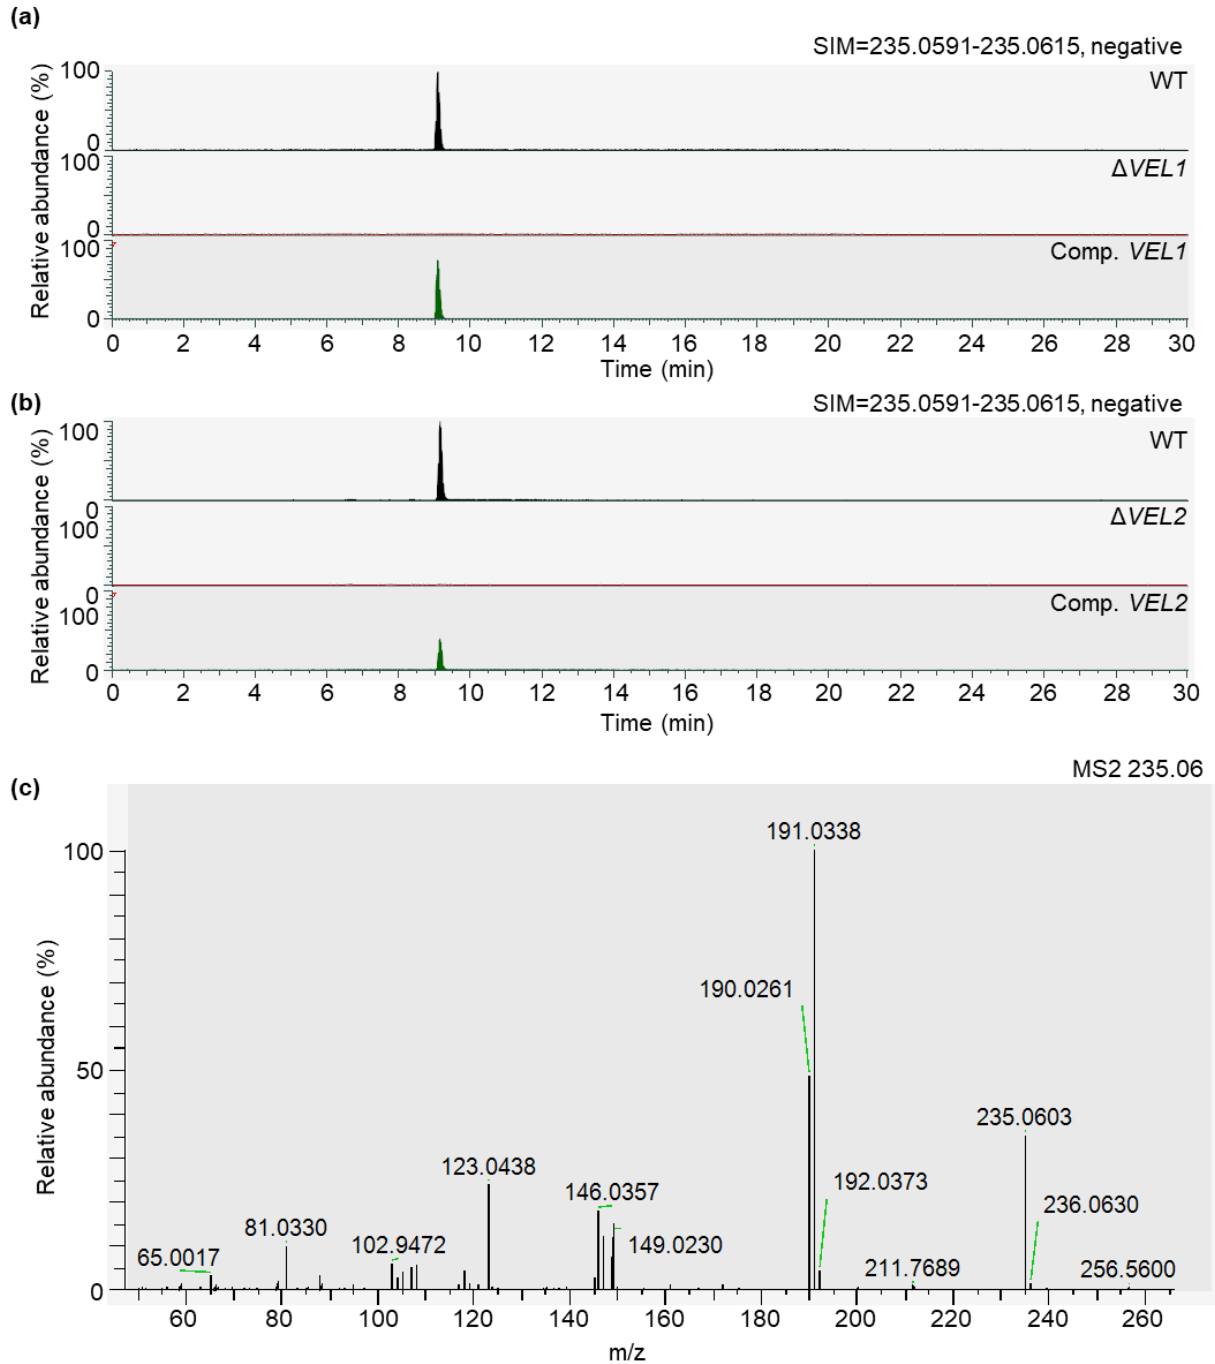 (a)
SIM=235.0591-235.0615, negative
WT
100
0
ΔVEL1
100
0
Comp. VEL1
100
0
Relative abundance (%)
0 2 4 6 8 10 12 14 16 18 20 22 24 26 28 30
Time (min)
(b)
SIM=235.0591-235.0615, negative
WT
100
0
ΔVEL2
100
0
Comp. VEL2
100
0
Relative abundance (%)
0 2 4 6 8 10 12 14 16 18 20 22 24 26 28 30
Time (min)
(c)
MS2 235.06
191.0338
100
190.0261
50
235.0603
123.0438
146.0357
192.0373
236.0630
81.0330
102.9472
149.0230
65.0017
211.7689
256.5600
0
Relative abundance (%)
60 80 100 120 140 160 180 200 220 240 260
m/z